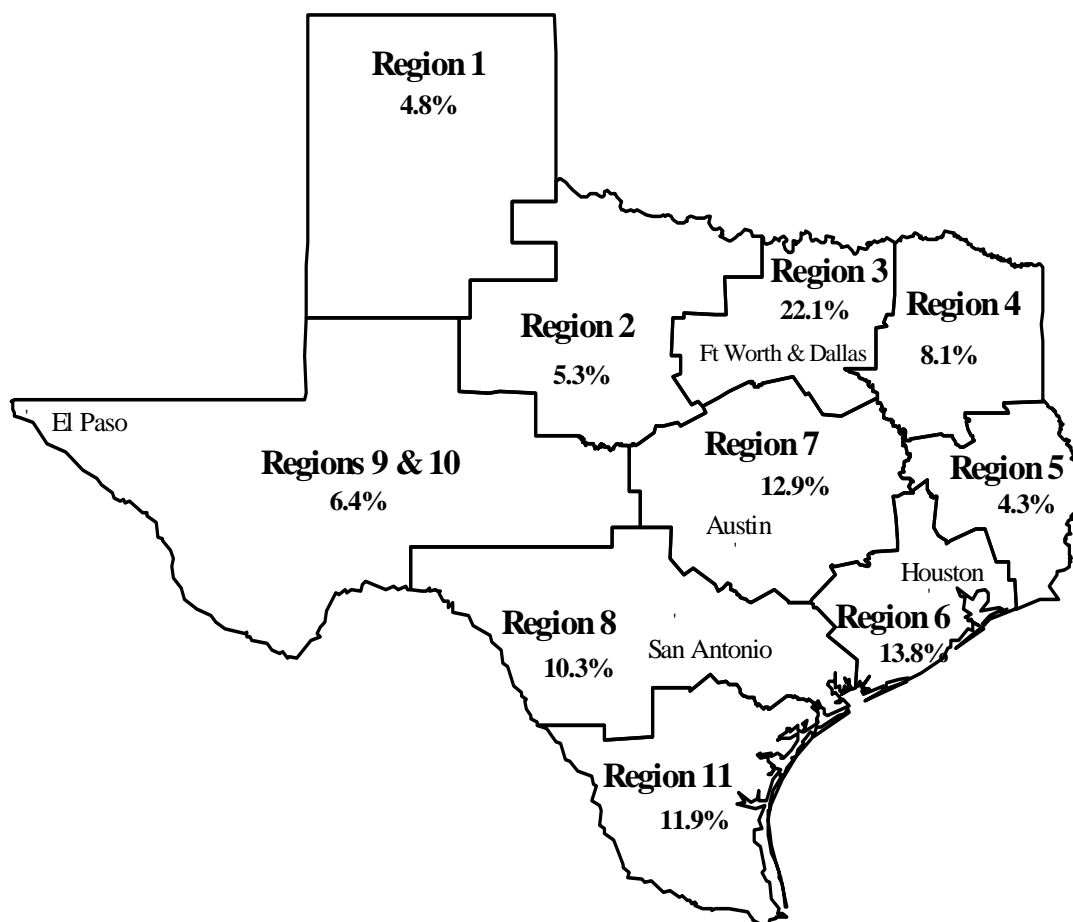 Region 1
4.8%
Region 3
22.1%
Ft Worth & Dallas
Region 4
8.1%
Region 2
5.3%
El Paso
Regions 9 & 10
6.4%
Region 7
12.9%
Austin
Region 5
4.3%
Houston
Region 6
13.8%
Region 8
10.3%
San Antonio
Region 11
11.9%